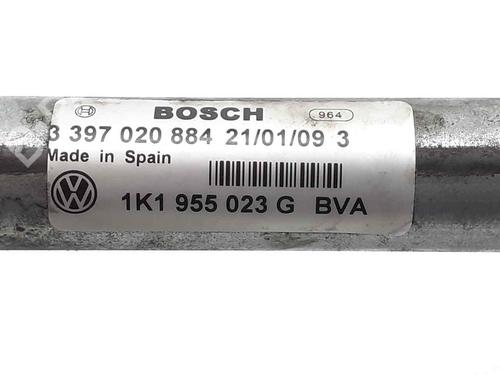 BOSCH 964
3 397 020 884 21/01/09 3
Made in Spain
1K1 955 023 G BVA